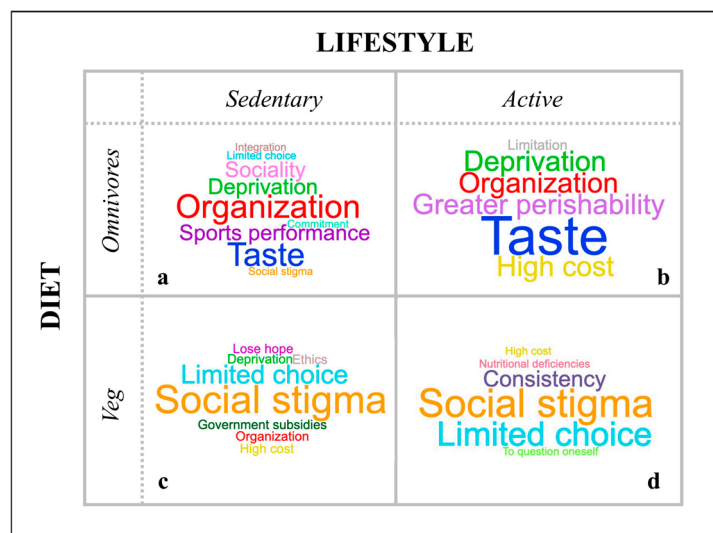 LIFESTYLE
Sedentary
Active
DIET
Omnivores
Integration
Limited choice
Sociality
Deprivation
Organization
Commitment
Sports performance
Taste
Social stigma
a
Limitation
Deprivation
Organization
Greater perishability
Taste
High cost
b
Veg
Lose hope
Deprivation Ethics
Limited choice
Social stigma
Government subsidies
Organization
High cost
c
High cost
Nutritional deficiencies
Consistency
Social stigma
Limited choice
To question oneself
d